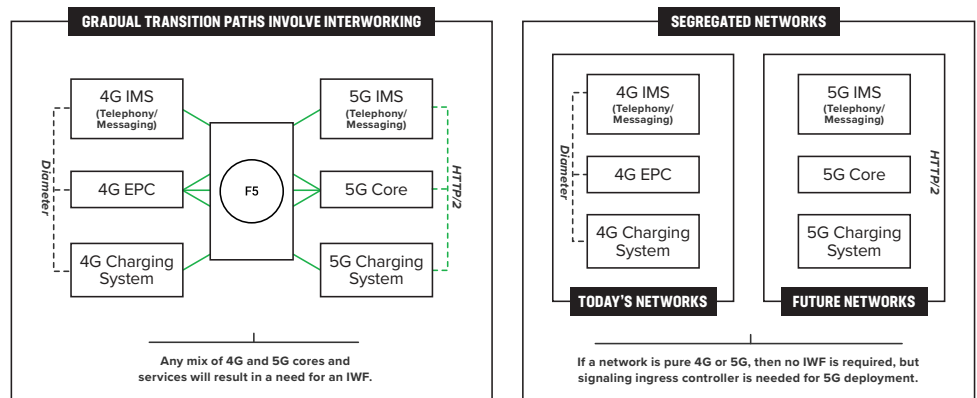 GRADUAL TRANSITION PATHS INVOLVE INTERWORKING
4G IMS
(Telephony/
Messaging)
5G IMS
(Telephony/
Messaging)
Diameter
4G EPC
F5
5G Core
HTTP/2
4G Charging
System
5G Charging
System
Any mix of 4G and 5G cores and
services will result in a need for an IWF.
SEGREGATED NETWORKS
4G IMS
(Telephony/
Messaging)
Diameter
4G EPC
4G Charging
System
TODAY'S NETWORKS
5G IMS
(Telephony/
Messaging)
5G Core
HTTP/2
5G Charging
System
FUTURE NETWORKS
If a network is pure 4G or 5G, then no IWF is required, but
signaling ingress controller is needed for 5G deployment.